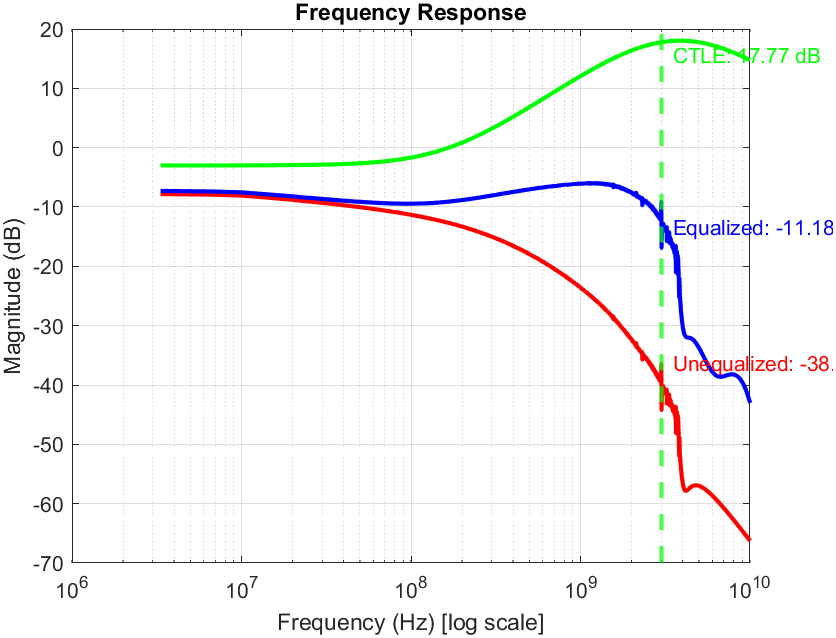 Frequency Response
20
10
0
-10
-20
-30
-40
-50
-60
-70
Magnitude (dB)
CTLE: 17.77 dB
Equalized: -11.18
Unequalized: -38.
10^6
10^7
10^8
10^9
10^10
Frequency (Hz) [log scale]